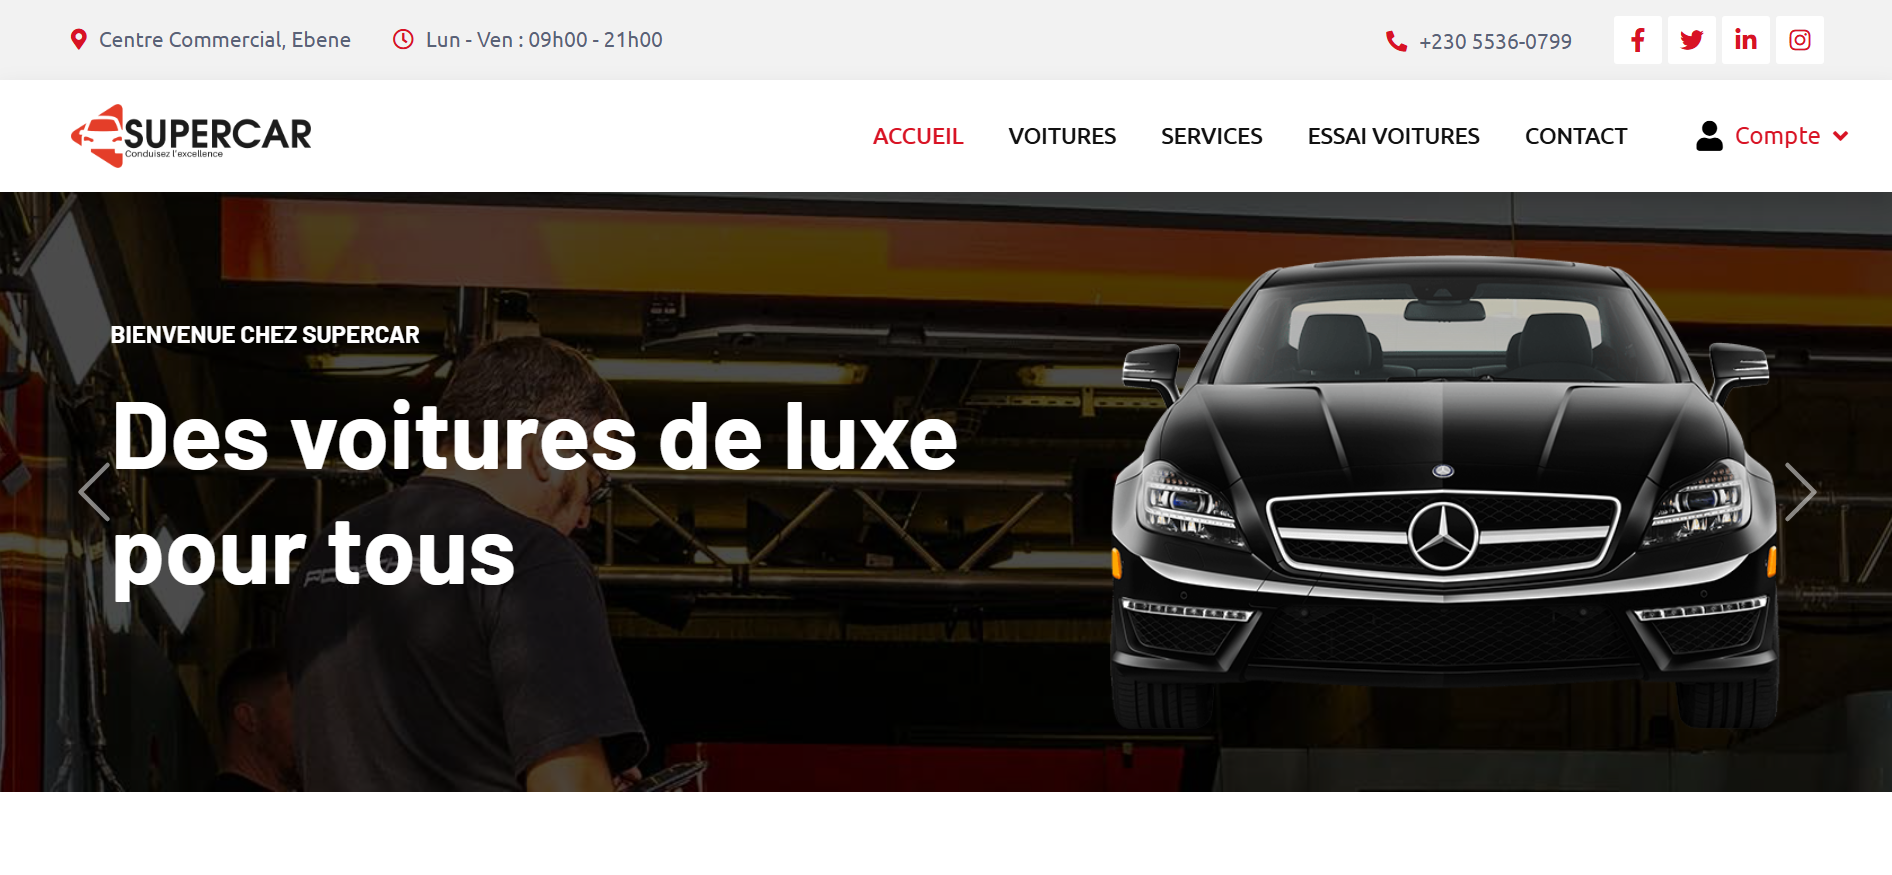 Centre Commercial, Ebene
Lun - Ven : 09h00 - 21h00
+230 5536-0799
SUPERCAR
Conduisez l'excellence
ACCUEIL
VOITURES
SERVICES
ESSAI VOITURES
CONTACT
Compte
BIENVENUE CHEZ SUPERCAR
Des voitures de luxe
pour tous